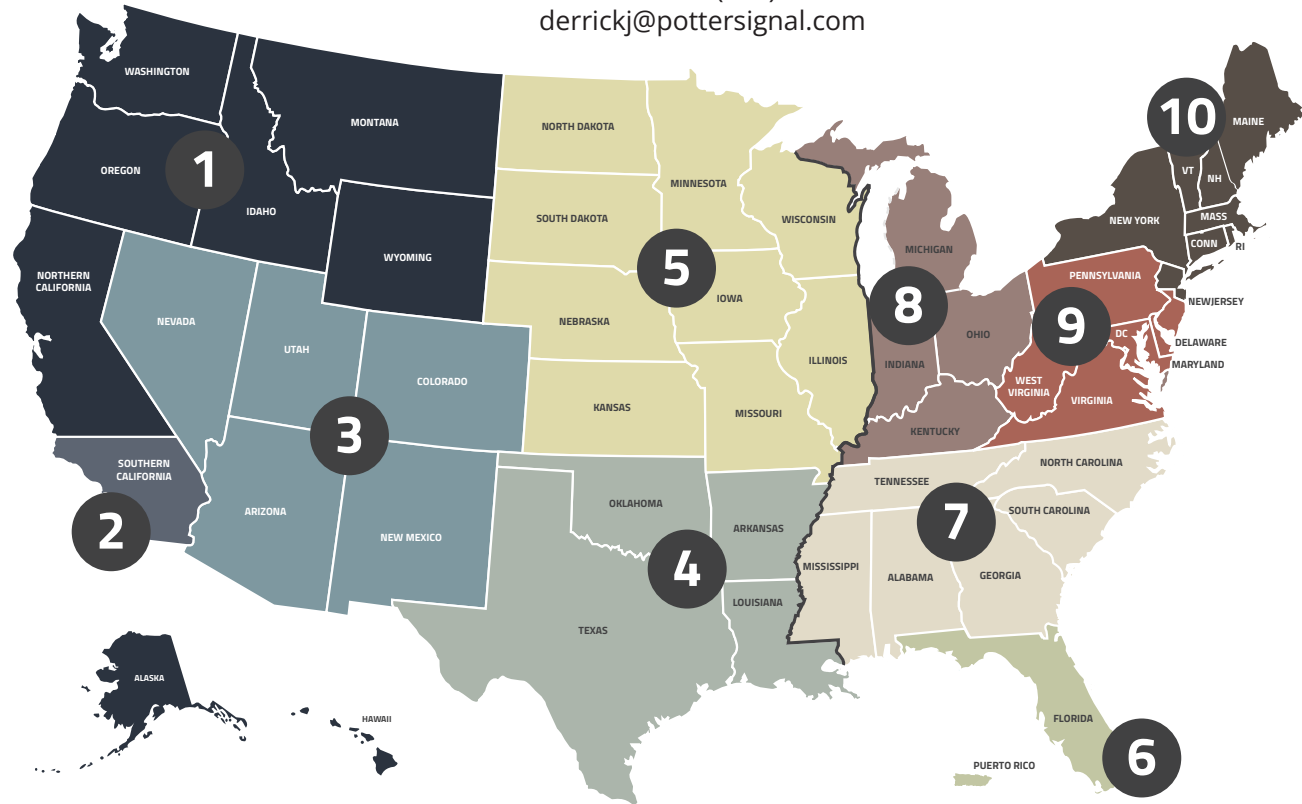 derrickj@pottersignal.com
WASHINGTON
MONTANA
OREGON
1
IDAHO
WYOMING
NORTHERN
CALIFORNIA
NEVADA
UTAH
COLORADO
3
SOUTHERN
CALIFORNIA
2
ARIZONA
NEW MEXICO
NORTH DAKOTA
MINNESOTA
SOUTH DAKOTA
WISCONSIN
5
IOWA
NEBRASKA
ILLINOIS
KANSAS
MISSOURI
OKLAHOMA
ARKANSAS
4
LOUISIANA
TEXAS
MICHIGAN
8
OHIO
INDIANA
KENTUCKY
10
MAINE
VT
NH
NEW YORK
MASS
CONN
RI
PENNSYLVANIA
NEWJERSEY
9
DC
DELAWARE
MARYLAND
WEST
VIRGINIA
VIRGINIA
NORTH CAROLINA
TENNESSEE
SOUTH CAROLINA
7
MISSISSIPPI
ALABAMA
GEORGIA
FLORIDA
6
PUERTO RICO
ALASKA
HAWAII